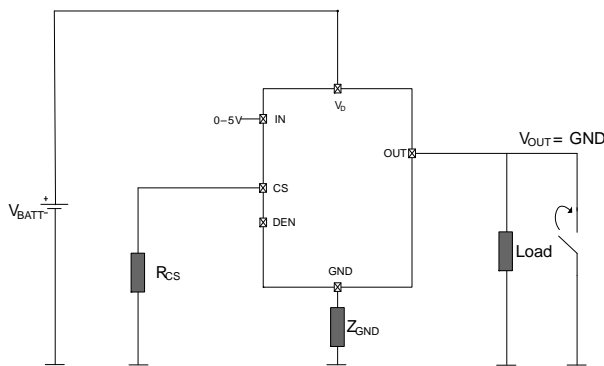 V_D
0–5V
IN
V_OUT = GND
OUT
CS
V_BATT
+
-
DEN
R_CS
Load
GND
Z_GND